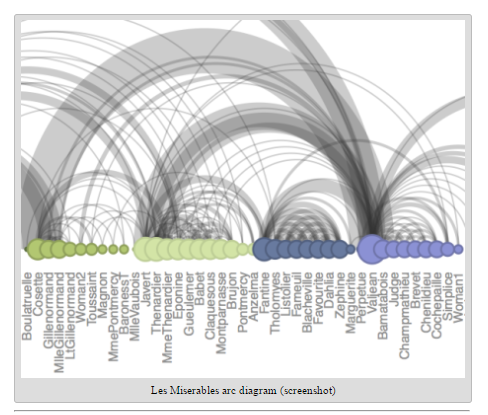 Boulatruelle
Cosette
Gillenormand
MlleGillenormand
LtGillenormand
Woman2
Toussaint
Magnon
MmePontmercy
BaronessT
MlleVaubois
Javert
Thenardier
MmeThenardier
Eponine
Gueulemer
Babet
Claquesous
Montparnasse
Brujon
Pontmercy
Anzelma
Fantine
Tholomyes
Listolier
Fameuil
Blacheville
Favourite
Dahlia
Zephine
Marguerite
Perpetue
Valjean
Bamatabois
Judge
Champmathieu
Brevet
Chenildieu
Cochepaille
Simplice
Woman1
Les Miserables arc diagram (screenshot)